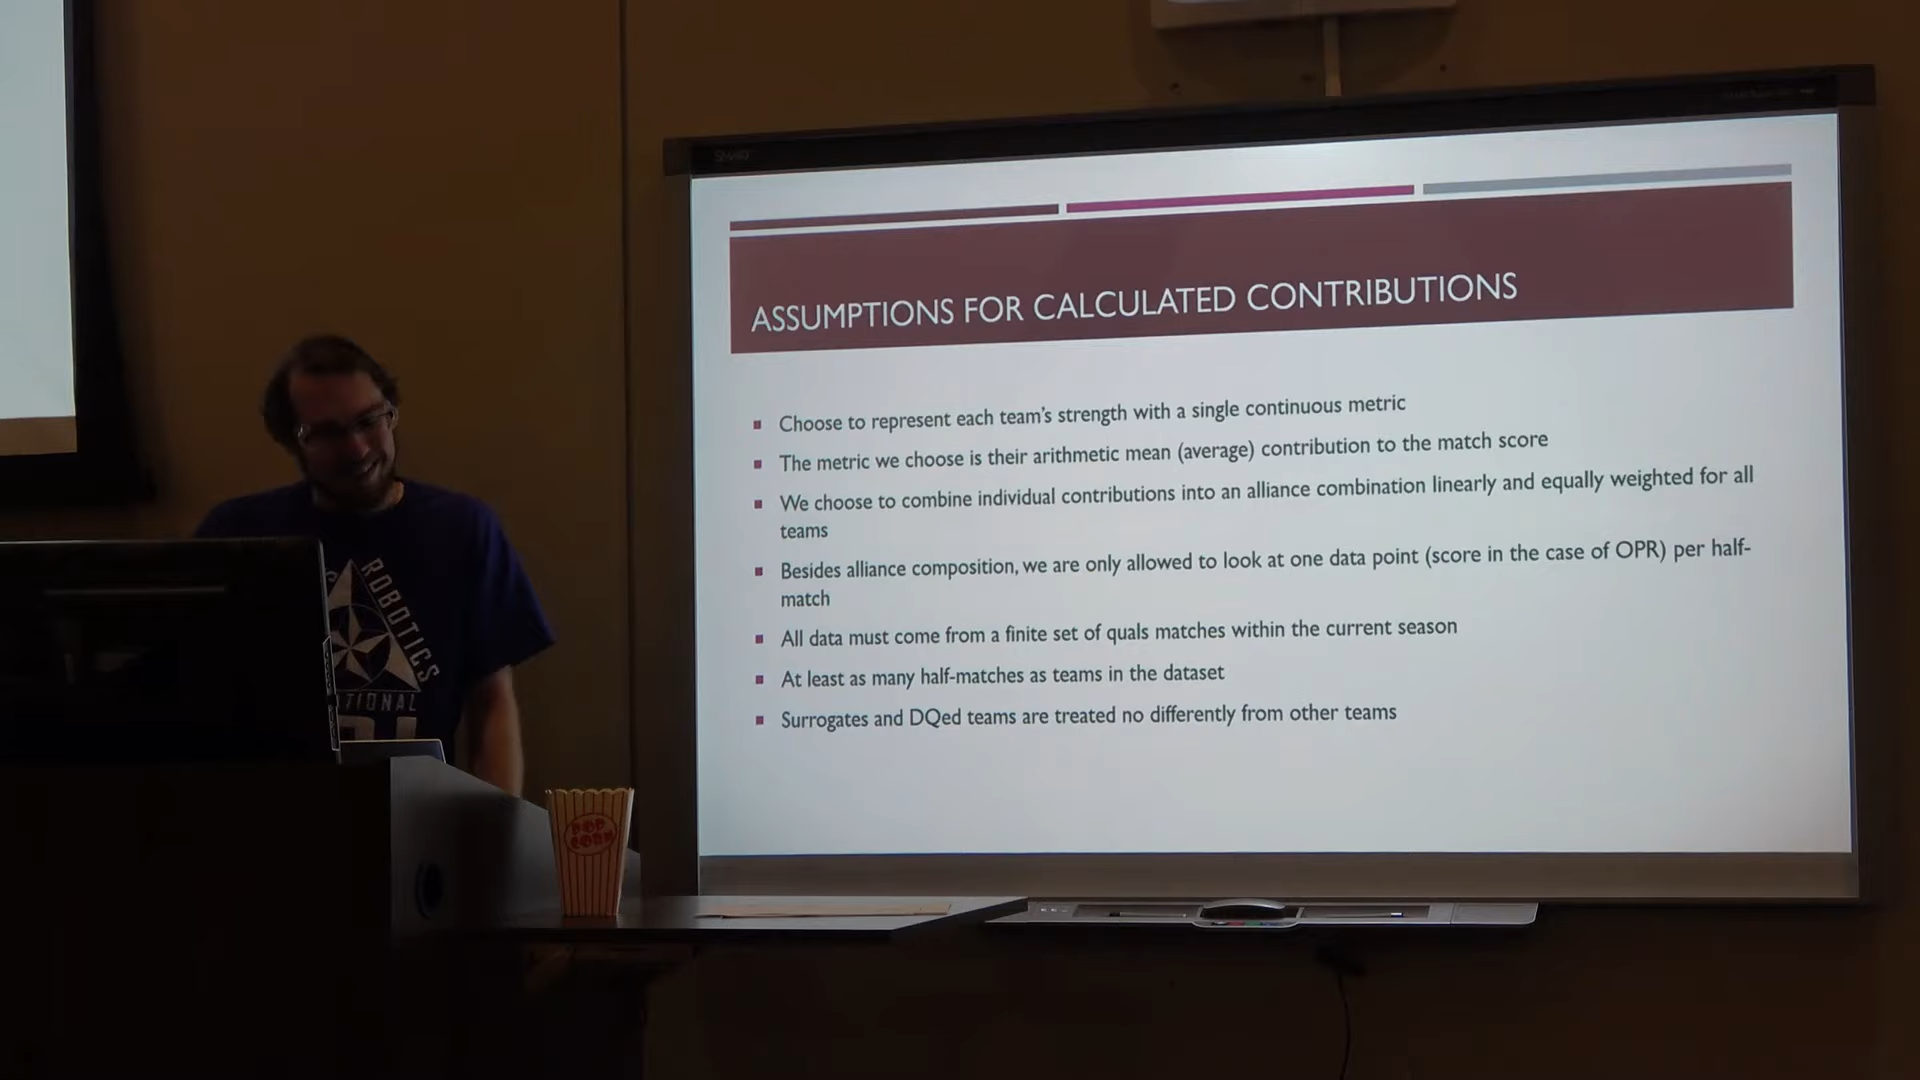 SMART
ASSUMPTIONS FOR CALCULATED CONTRIBUTIONS
Choose to represent each team's strength with a single continuous metric
The metric we choose is their arithmetic mean (average) contribution to the match score
We choose to combine individual contributions into an alliance combination linearly and equally weighted for all
teams
Besides alliance composition, we are only allowed to look at one data point (score in the case of OPR) per half-
match
All data must come from a finite set of quals matches within the current season
At least as many half-matches as teams in the dataset
Surrogates and DQed teams are treated no differently from other teams
ROBOTICS
POP
CORN